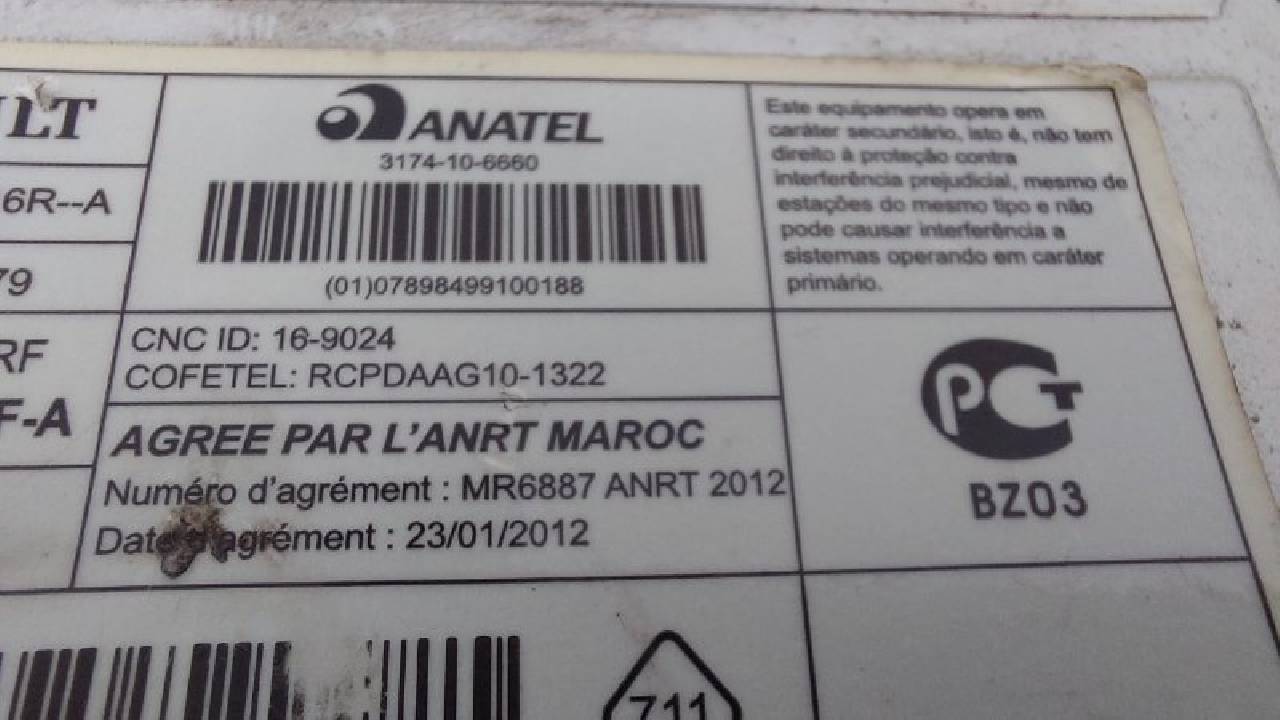 LT
ANATEL
3174-10-6660
(01)07898499100188
Este equipamento opera em
caráter secundário, isto é, não tem
direito à proteção contra
interferência prejudicial, mesmo de
estações do mesmo tipo e não
pode causar interferência a
sistemas operando em caráter
primário.
6R--A
79
RF
F-A
CNC ID: 16-9024
COFETEL: RCPDAAG10-1322
AGREE PAR L'ANRT MAROC
Numéro d'agrément : MR6887 ANRT 2012
Date d'agrément : 23/01/2012
PCT
BZ03
711